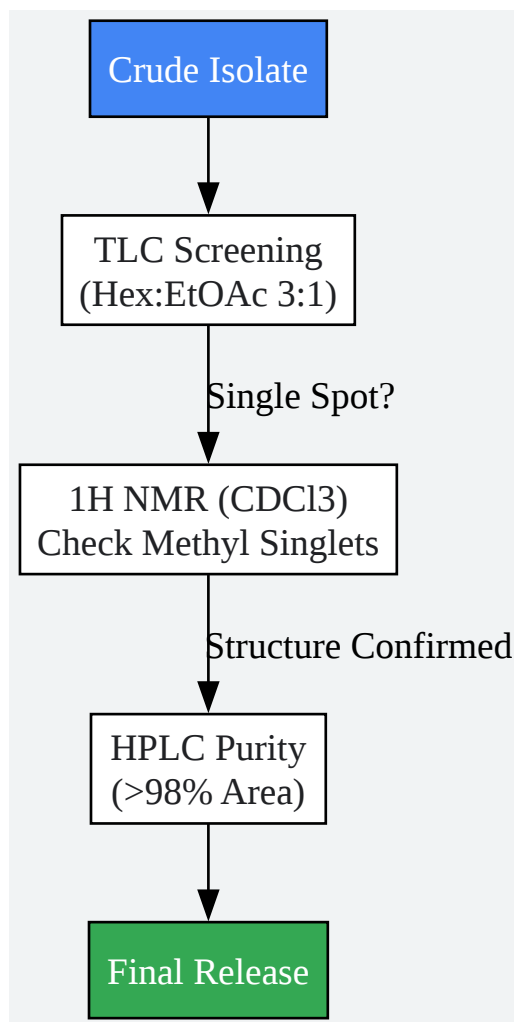 Crude Isolate
TLC Screening
(Hex:EtOAc 3:1)
Single Spot?
1H NMR (CDCl3)
Check Methyl Singlets
Structure Confirmed
HPLC Purity
(>98% Area)
Final Release